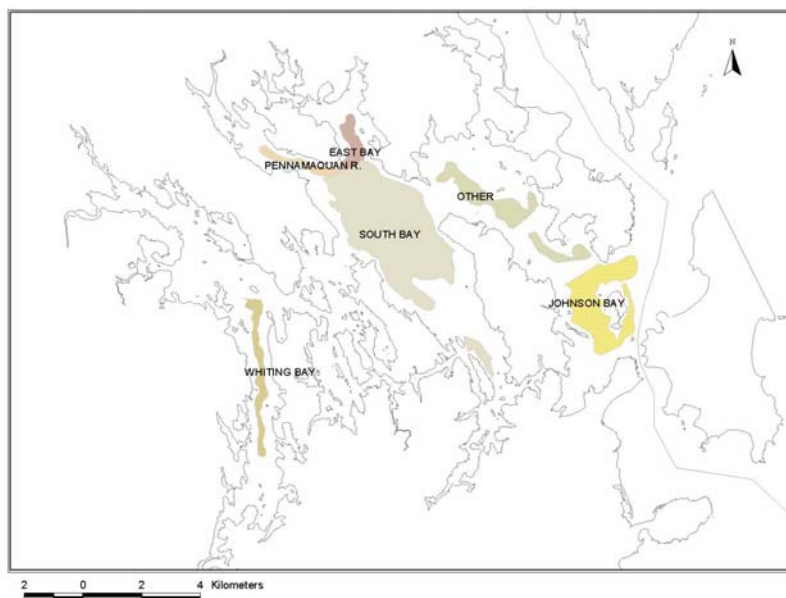 N
EAST BAY
PENNAMAQUAN R.
OTHER
SOUTH BAY
JOHNSON BAY
WHITING BAY
2 0 2 4 Kilometers